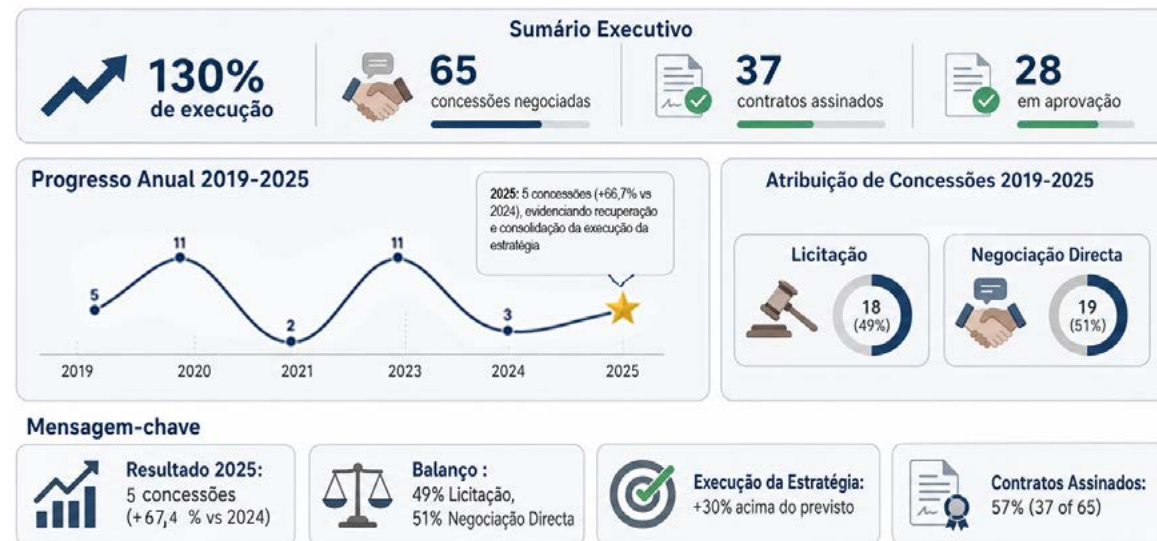 Sumário Executivo
130%
de execução
65
concessões negociadas
37
contratos assinados
28
em aprovação
Progresso Anual 2019-2025
2025: 5 concessões (+66,7% vs
2024), evidenciando recuperação
e consolidação da execução da
estratégia
5
11
2
11
3
2019
2020
2021
2023
2024
2025
Atribuição de Concessões 2019-2025
Licitação
18
(49%)
Negociação Directa
19
(51%)
Mensagem-chave
Resultado 2025:
5 concessões
(+67,4 % vs 2024)
Balanço :
49% Licitação,
51% Negociação Directa
Execução da Estratégia:
+30% acima do previsto
Contratos Assinados:
57% (37 of 65)